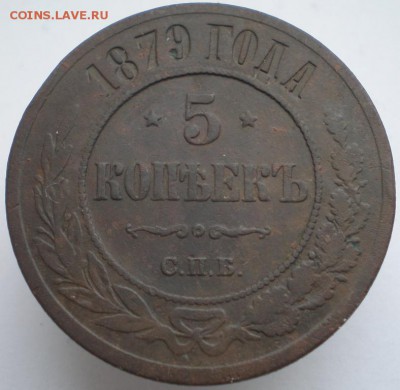 COINS.LAVE.RU
1879 ГОДА
5
КОПѢЕКЪ
С.П.Б.